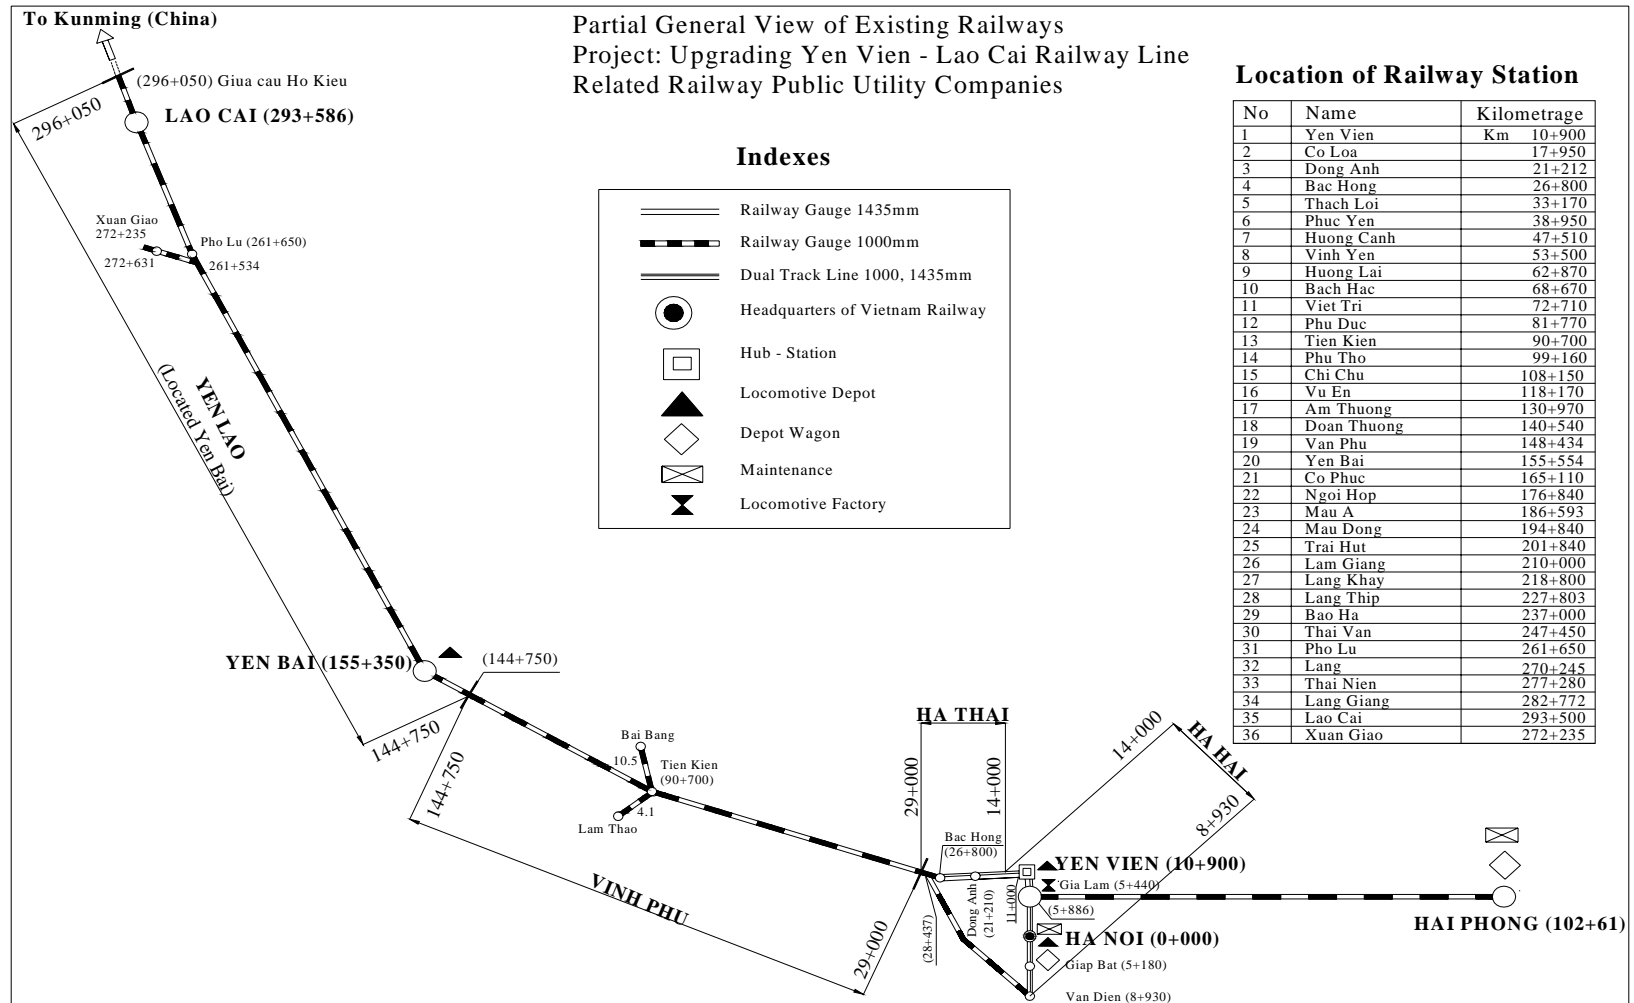 To Kunming (China)
Partial General View of Existing Railways
Project: Upgrading Yen Vien - Lao Cai Railway Line
Related Railway Public Utility Companies
(296+050) Giua cau Ho Kieu
296+050
LAO CAI (293+586)
Xuan Giao
272+235
272+631
Pho Lu (261+650)
261+534
YEN LAO
(Located Yen Bai)
YEN BAI (155+350)
(144+750)
144+750
144+750
Indexes
Railway Gauge 1435mm
Railway Gauge 1000mm
Dual Track Line 1000, 1435mm
Headquarters of Vietnam Railway
Hub - Station
Locomotive Depot
Depot Wagon
Maintenance
Locomotive Factory
Location of Railway Station
No Name Kilometrage
1 Yen Vien Km 10+900
2 Co Loa 17+950
3 Dong Anh 21+212
4 Bac Hong 26+800
5 Thach Loi 33+170
6 Phuc Yen 38+950
7 Huong Canh 47+510
8 Vinh Yen 53+500
9 Huong Lai 62+870
10 Bach Hac 68+670
11 Viet Tri 72+710
12 Phu Duc 81+770
13 Tien Kien 90+700
14 Phu Tho 99+160
15 Chi Chu 108+150
16 Vu En 118+170
17 Am Thuong 130+970
18 Doan Thuong 140+540
19 Van Phu 148+434
20 Yen Bai 155+554
21 Co Phuc 165+110
22 Ngoi Hop 176+840
23 Mau A 186+593
24 Mau Dong 194+840
25 Trai Hut 201+840
26 Lam Giang 210+000
27 Lang Khay 218+800
28 Lang Thip 227+803
29 Bao Ha 237+000
30 Thai Van 247+450
31 Pho Lu 261+650
32 Lang 270+245
33 Thai Nien 277+280
34 Lang Giang 282+772
35 Lao Cai 293+500
36 Xuan Giao 272+235
Bai Bang
10.5
Tien Kien
(90+700)
4.1
Lam Thao
VINH PHU
29+000
HA THAI
29+000
14+000
14+000
HA HAI
8+930
Bac Hong
(26+800)
(28+437)
Dong Anh
(21+210)
11+000
YEN VIEN (10+900)
Gia Lam (5+440)
(5+886)
HA NOI (0+000)
Giap Bat (5+180)
Van Dien (8+930)
HAI PHONG (102+61)